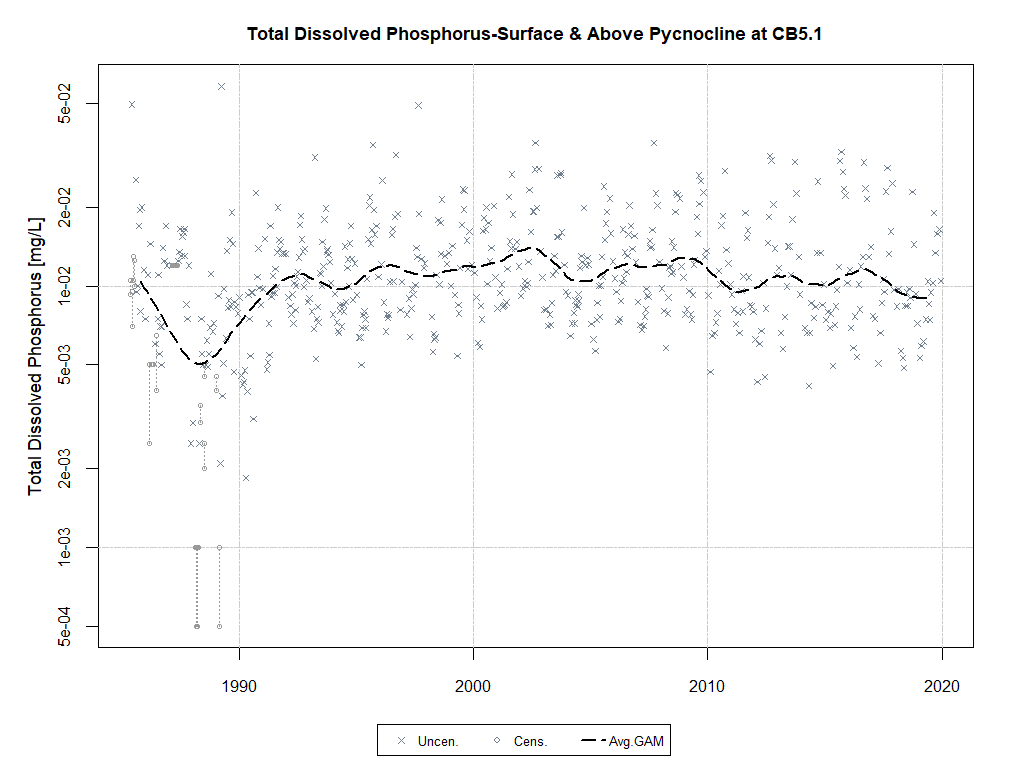 Total Dissolved Phosphorus-Surface & Above Pycnocline at CB5.1
Total Dissolved Phosphorus [mg/L]
5e-02
2e-02
1e-02
5e-03
2e-03
1e-03
5e-04
1990 2000 2010 2020
Uncen. Cens. Avg.GAM